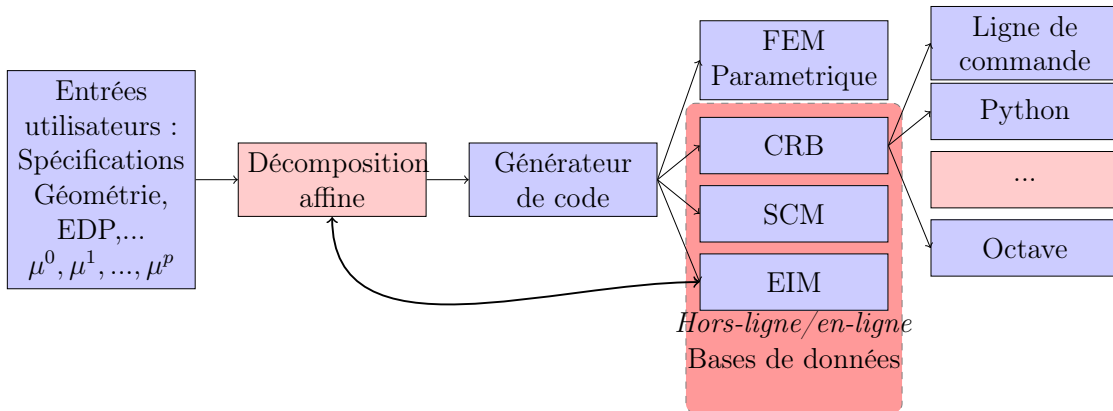 Entrées
utilisateurs :
Spécifications
Géométrie,
EDP,...
μ⁰, μ¹, ..., μᵖ
Décomposition
affine
Générateur
de code
FEM
Parametrique
CRB
SCM
EIM
Hors-ligne/en-ligne
Bases de données
Ligne de
commande
Python
...
Octave